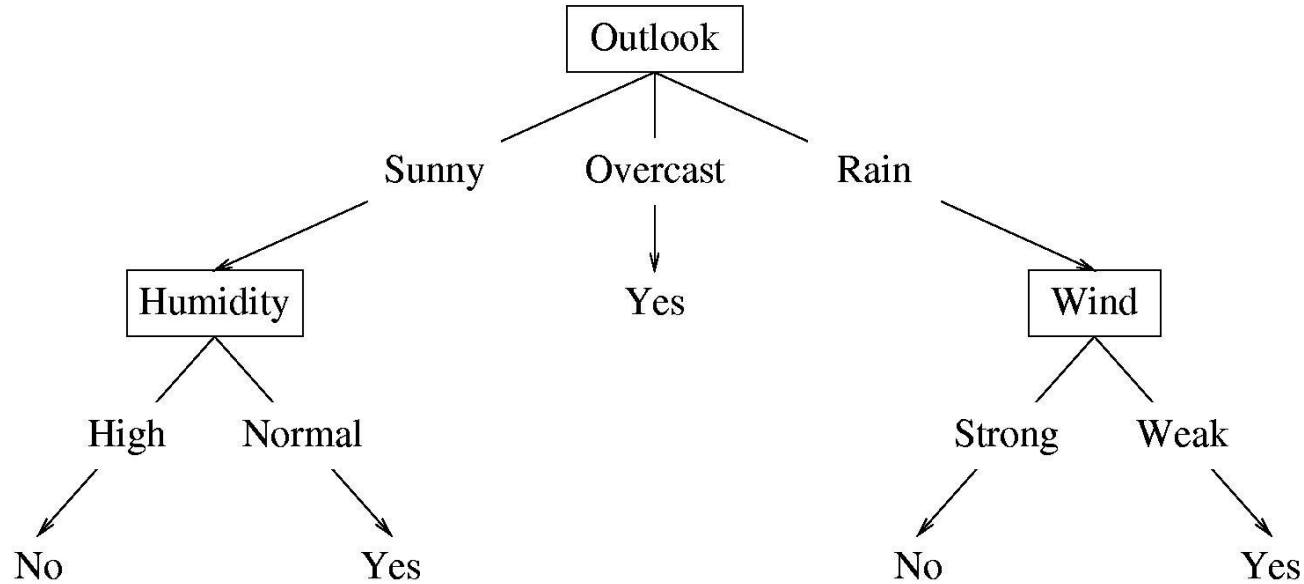 Outlook
Sunny Overcast Rain
Humidity Yes Wind
High Normal Strong Weak
No Yes No Yes